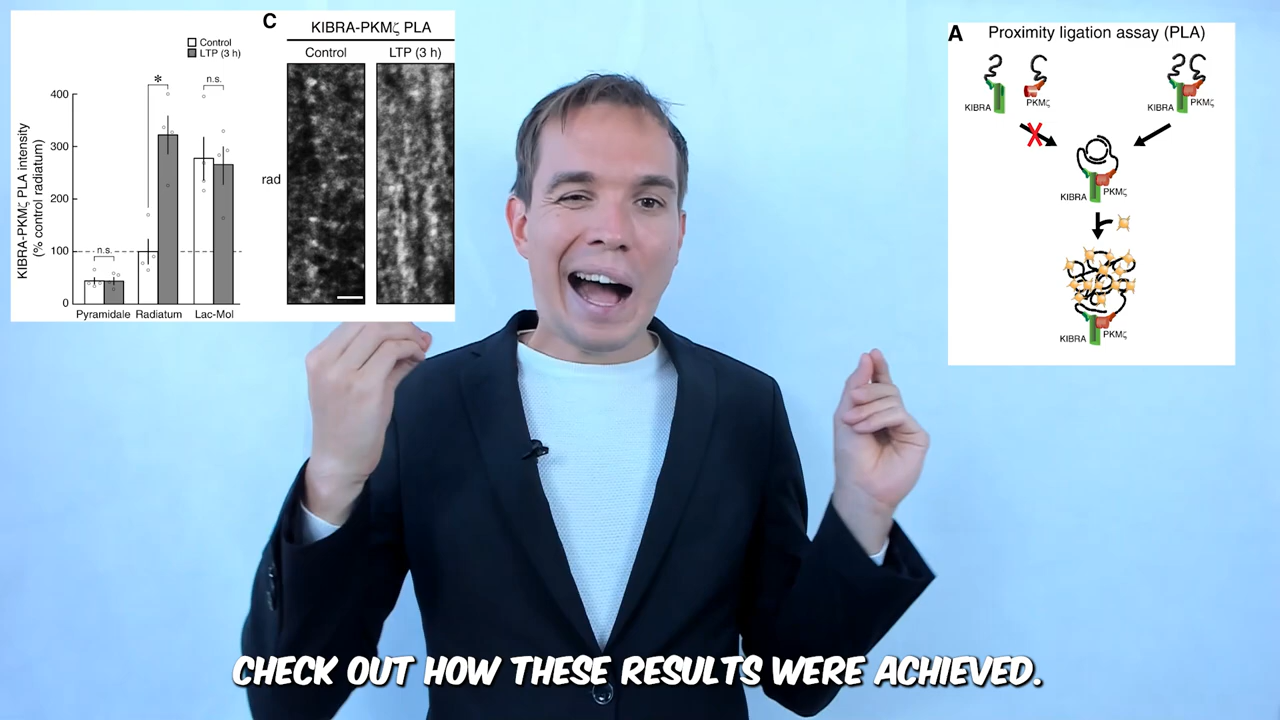 C
KIBRA-PKMζ PLA
Control
LTP (3 h)
Control
LTP (3 h)
rad
KIBRA-PKMζ PLA intensity
(% control radiatum)
400
300
200
100
0
*
n.s.
n.s.
Pyramidale
Radiatum
Lac-Mol
A
Proximity ligation assay (PLA)
KIBRA
PKMζ
KIBRA
PKMζ
X
KIBRA
PKMζ
KIBRA
PKMζ
CHECK OUT HOW THESE RESULTS WERE ACHIEVED.